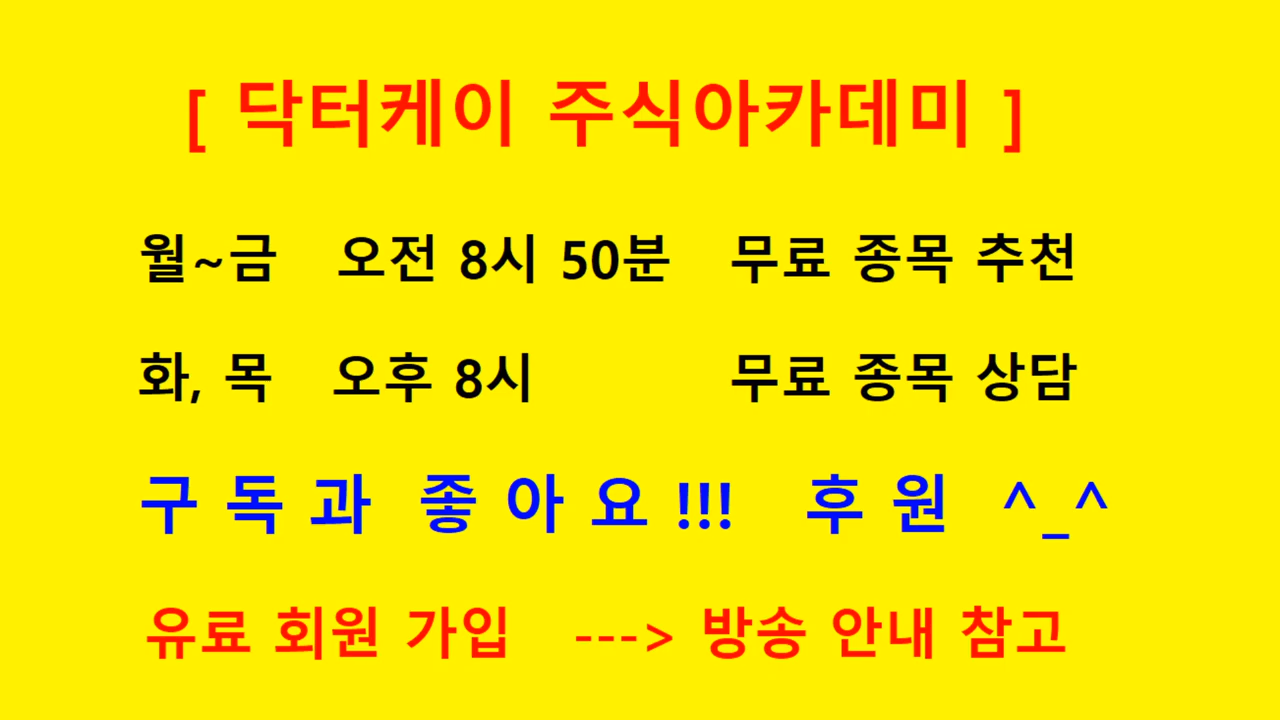 [ 닥터케이 주식아카데미 ]
월~금 오전 8시 50분 무료 종목 추천
화, 목 오후 8시 무료 종목 상담
구 독 과 좋 아 요 !!! 후 원 ^_^
유료 회원 가입 ---> 방송 안내 참고